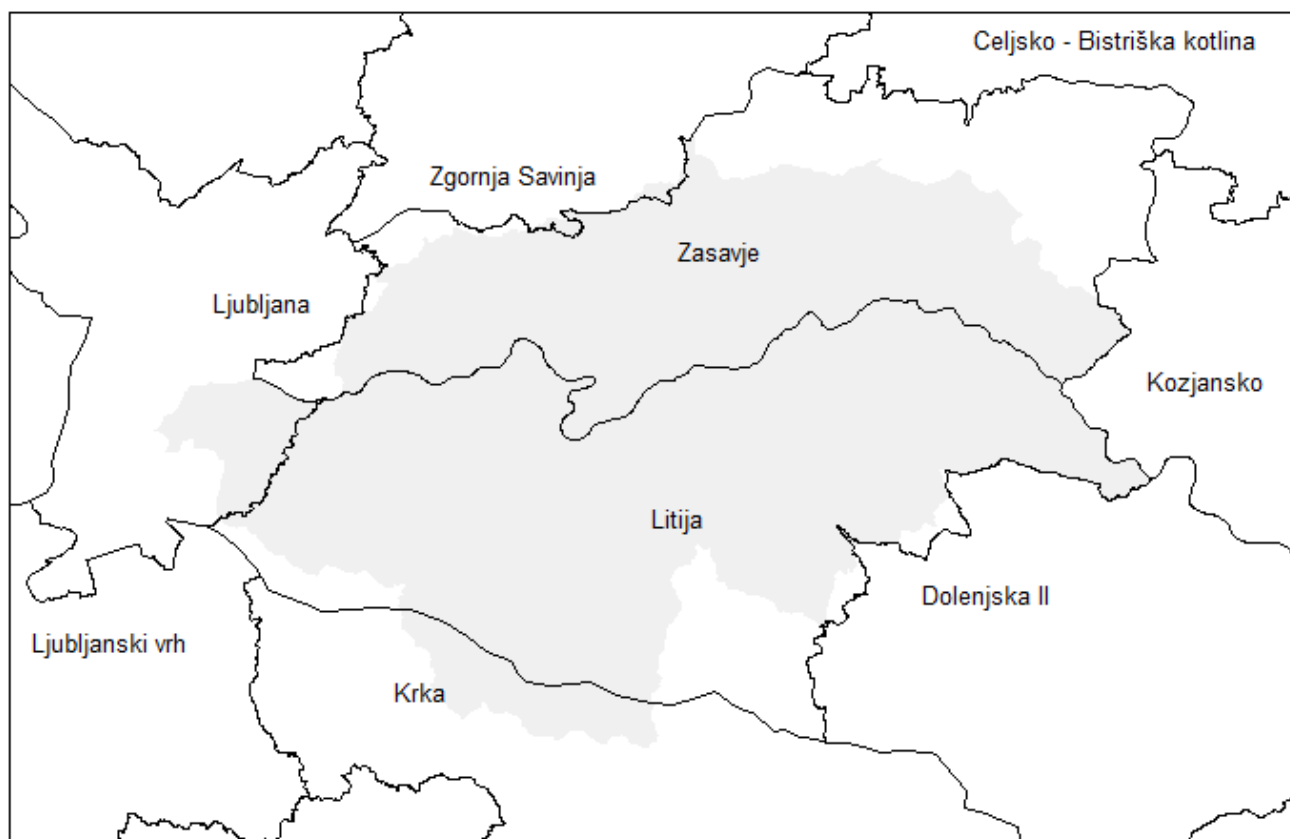 Celjsko - Bistriška kotlina
Zgornja Savinja
Zasavje
Ljubljana
Kozjansko
Litija
Dolenjska II
Ljubljanski vrh
Krka